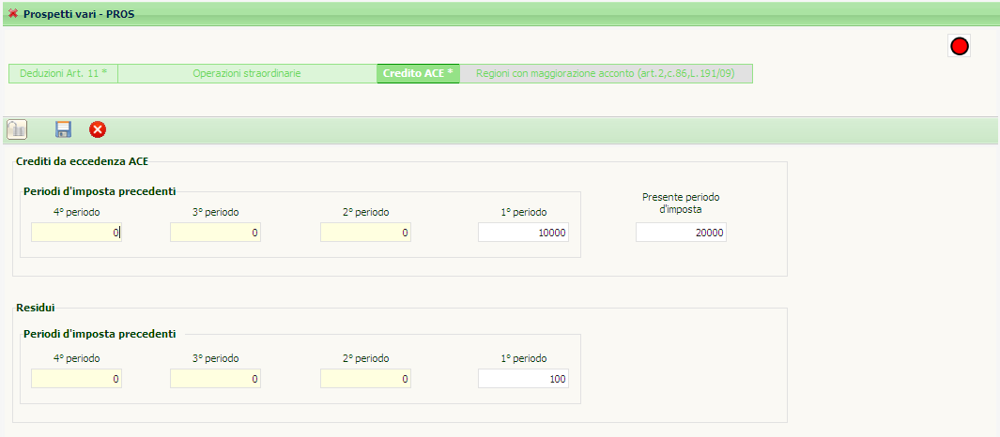 Prospetti vari - PROS
Deduzioni Art. 11 * Operazioni straordinarie Credito ACE * Regioni con maggiorazione acconto (art.2,c.86,L.191/09)
Crediti da eccedenza ACE
Periodi d'imposta precedenti
4° periodo 3° periodo 2° periodo 1° periodo Presente periodo
d'imposta
0 0 0 10000 20000
Residui
Periodi d'imposta precedenti
4° periodo 3° periodo 2° periodo 1° periodo
0 0 0 100